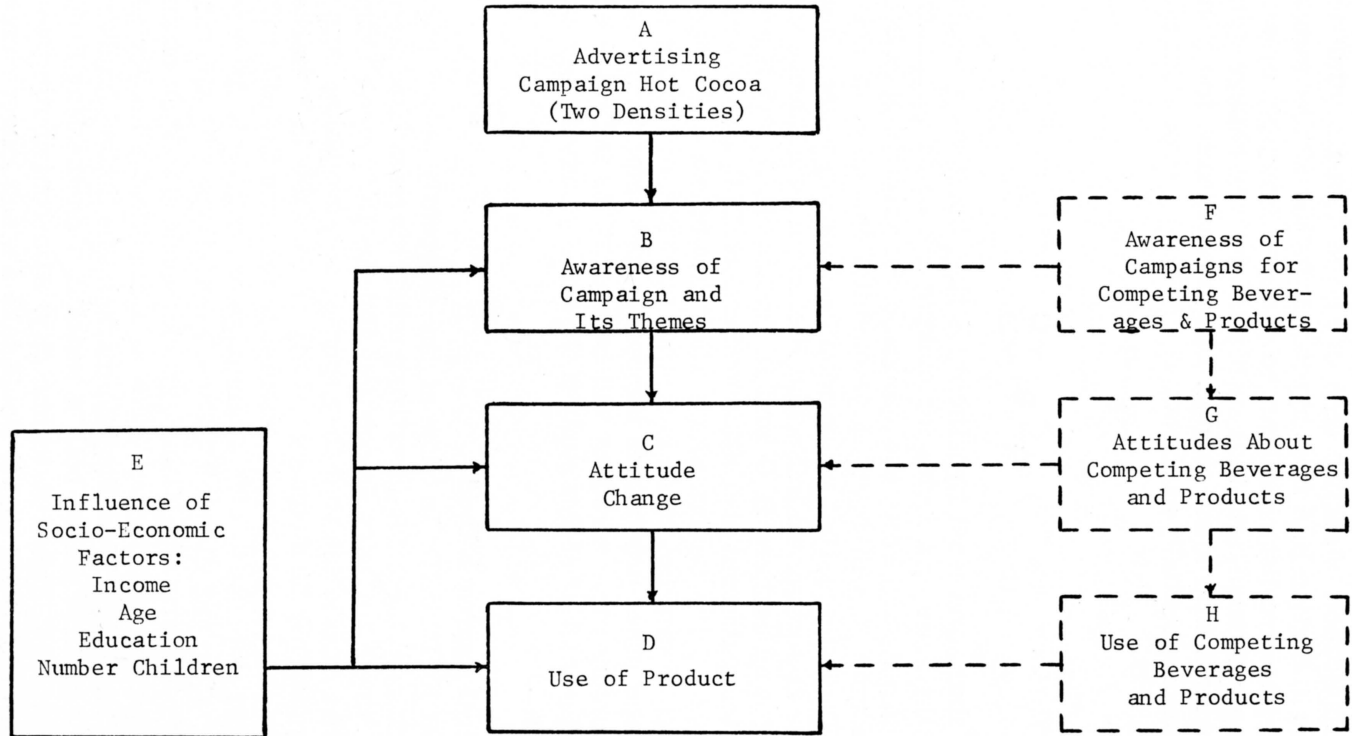 A
Advertising
Campaign Hot Cocoa
(Two Densities)
B
Awareness of
Campaign and
Its Themes
F
Awareness of
Campaigns for
Competing Bever-
ages & Products
C
Attitude
Change
G
Attitudes About
Competing Beverages
and Products
E
Influence of
Socio-Economic
Factors:
Income
Age
Education
Number Children
D
Use of Product
H
Use of Competing
Beverages
and Products